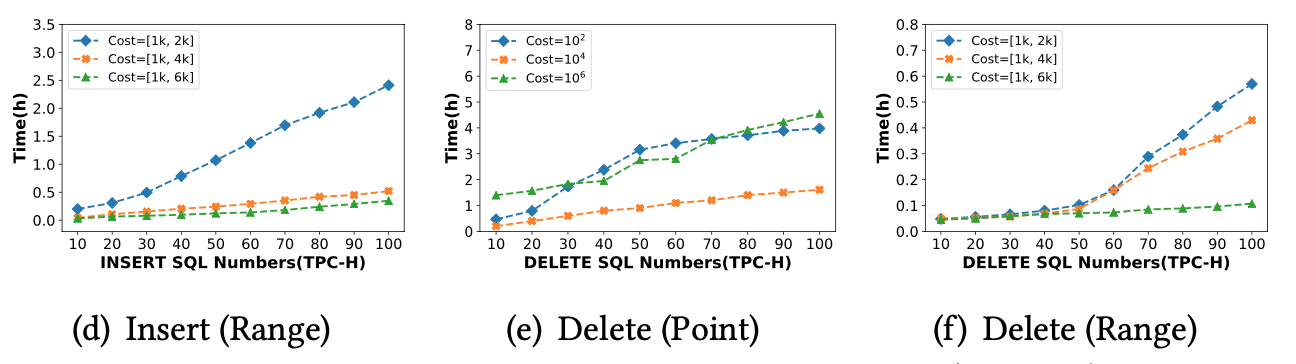 3.5
3.0
2.5
2.0
1.5
1.0
0.5
0.0
Time(h)
Cost=[1k, 2k]
Cost=[1k, 4k]
Cost=[1k, 6k]
10 20 30 40 50 60 70 80 90 100
INSERT SQL Numbers(TPC-H)
(d) Insert (Range)
8
7
6
5
4
3
2
1
0
Time(h)
Cost=10²
Cost=10⁴
Cost=10⁶
10 20 30 40 50 60 70 80 90 100
DELETE SQL Numbers(TPC-H)
(e) Delete (Point)
0.8
0.7
0.6
0.5
0.4
0.3
0.2
0.1
0.0
Time(h)
Cost=[1k, 2k]
Cost=[1k, 4k]
Cost=[1k, 6k]
10 20 30 40 50 60 70 80 90 100
DELETE SQL Numbers(TPC-H)
(f) Delete (Range)